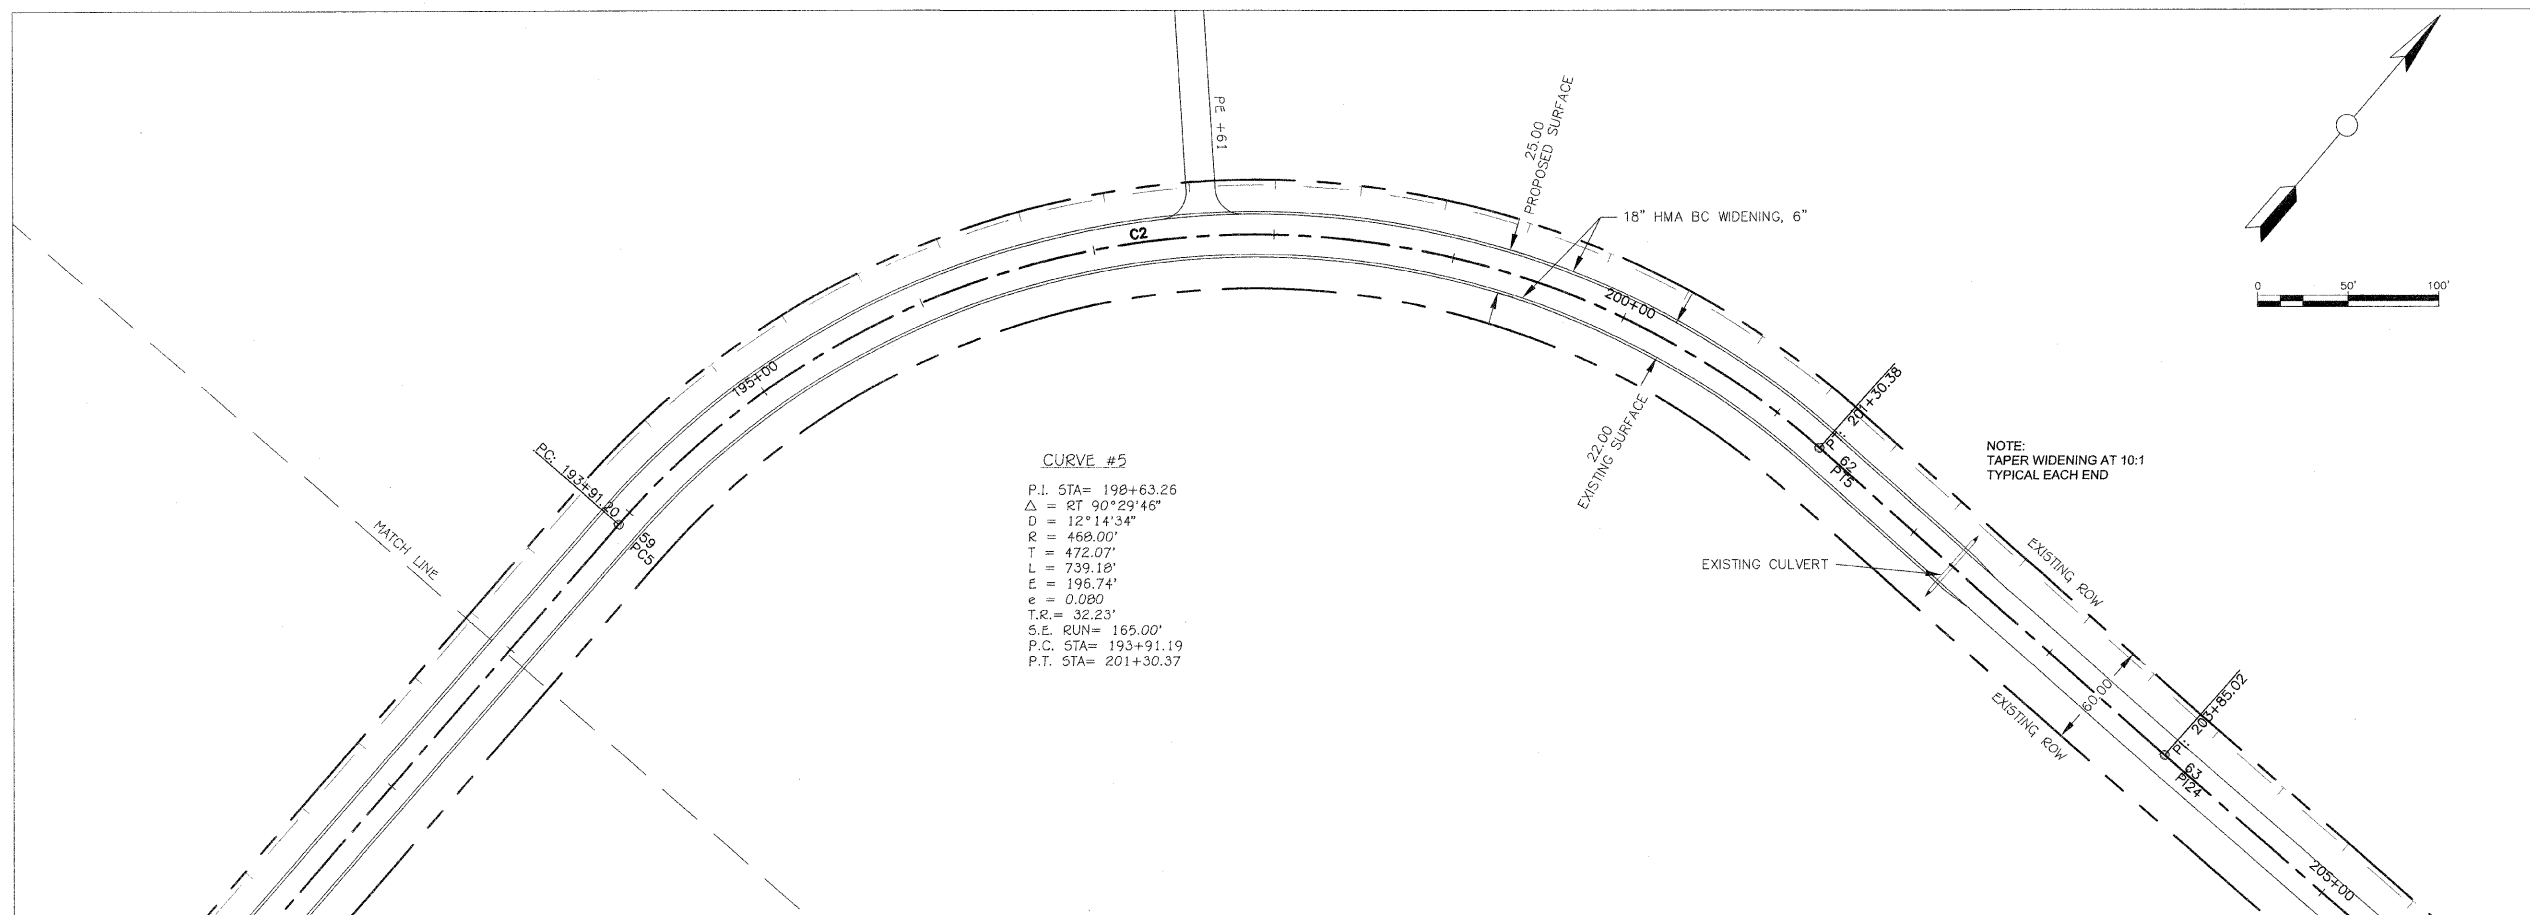 PE +61
25.00
PROPOSED SURFACE
18" HMA BC WIDENING, 6"
C2
0 50' 100'
200+00
195+00
PT: 201+30.38
62
PT5
22.00
EXISTING SURFACE
NOTE:
TAPER WIDENING AT 10:1
TYPICAL EACH END
PC: 193+91.20
59
PC5
MATCH LINE
CURVE #5
P.I. STA= 198+63.26
Δ = RT 90°29'46"
D = 12°14'34"
R = 468.00'
T = 472.07'
L = 739.18'
E = 196.74'
e = 0.080
T.R.= 32.23'
S.E. RUN= 165.00'
P.C. STA= 193+91.19
P.T. STA= 201+30.37
EXISTING CULVERT
EXISTING ROW
60.00
EXISTING ROW
PI: 203+85.02
63
PI24
205+00